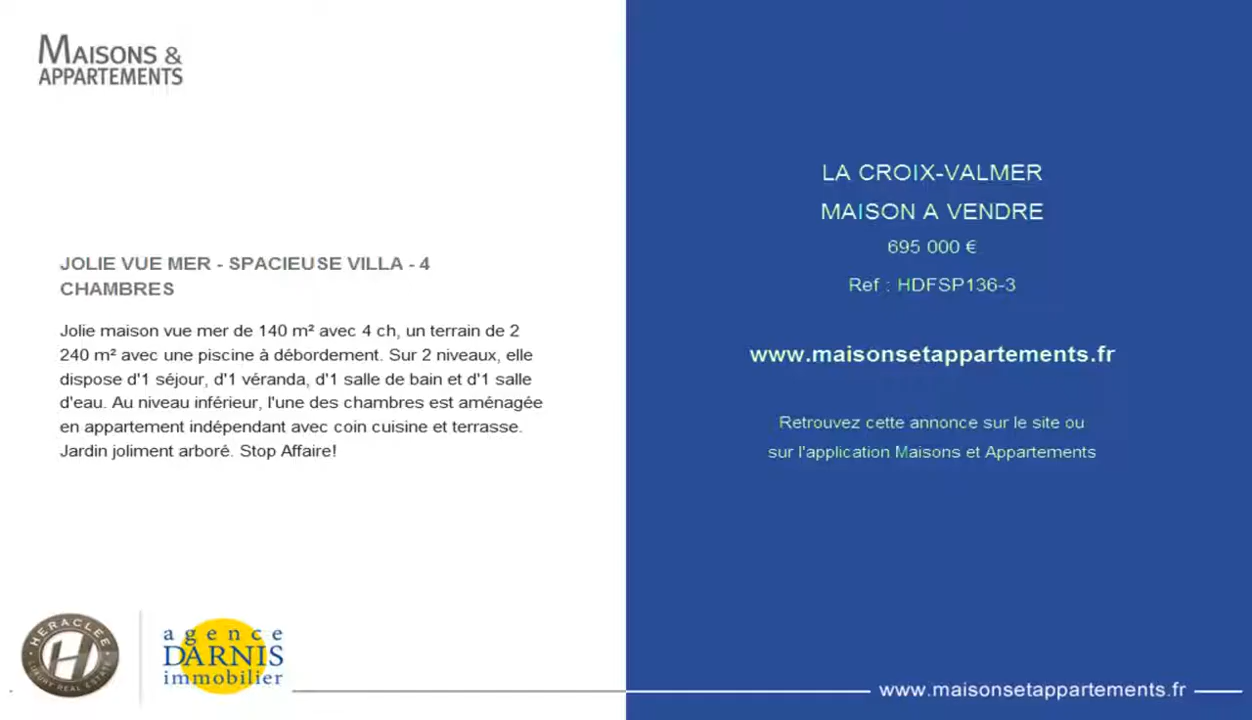 MAISONS &
APPARTEMENTS
JOLIE VUE MER - SPACIEUSE VILLA - 4
CHAMBRES
Jolie maison vue mer de 140 m² avec 4 ch, un terrain de 2
240 m² avec une piscine à débordement. Sur 2 niveaux, elle
dispose d'1 séjour, d'1 véranda, d'1 salle de bain et d'1 salle
d'eau. Au niveau inférieur, l'une des chambres est aménagée
en appartement indépendant avec coin cuisine et terrasse.
Jardin joliment arboré. Stop Affaire!
HERACLEE
H
LUXURY REAL ESTATE
agence
DARNIS
immobilier
LA CROIX-VALMER
MAISON A VENDRE
695 000 €
Ref : HDFSP136-3
www.maisonsetappartements.fr
Retrouvez cette annonce sur le site ou
sur l'application Maisons et Appartements
www.maisonsetappartements.fr